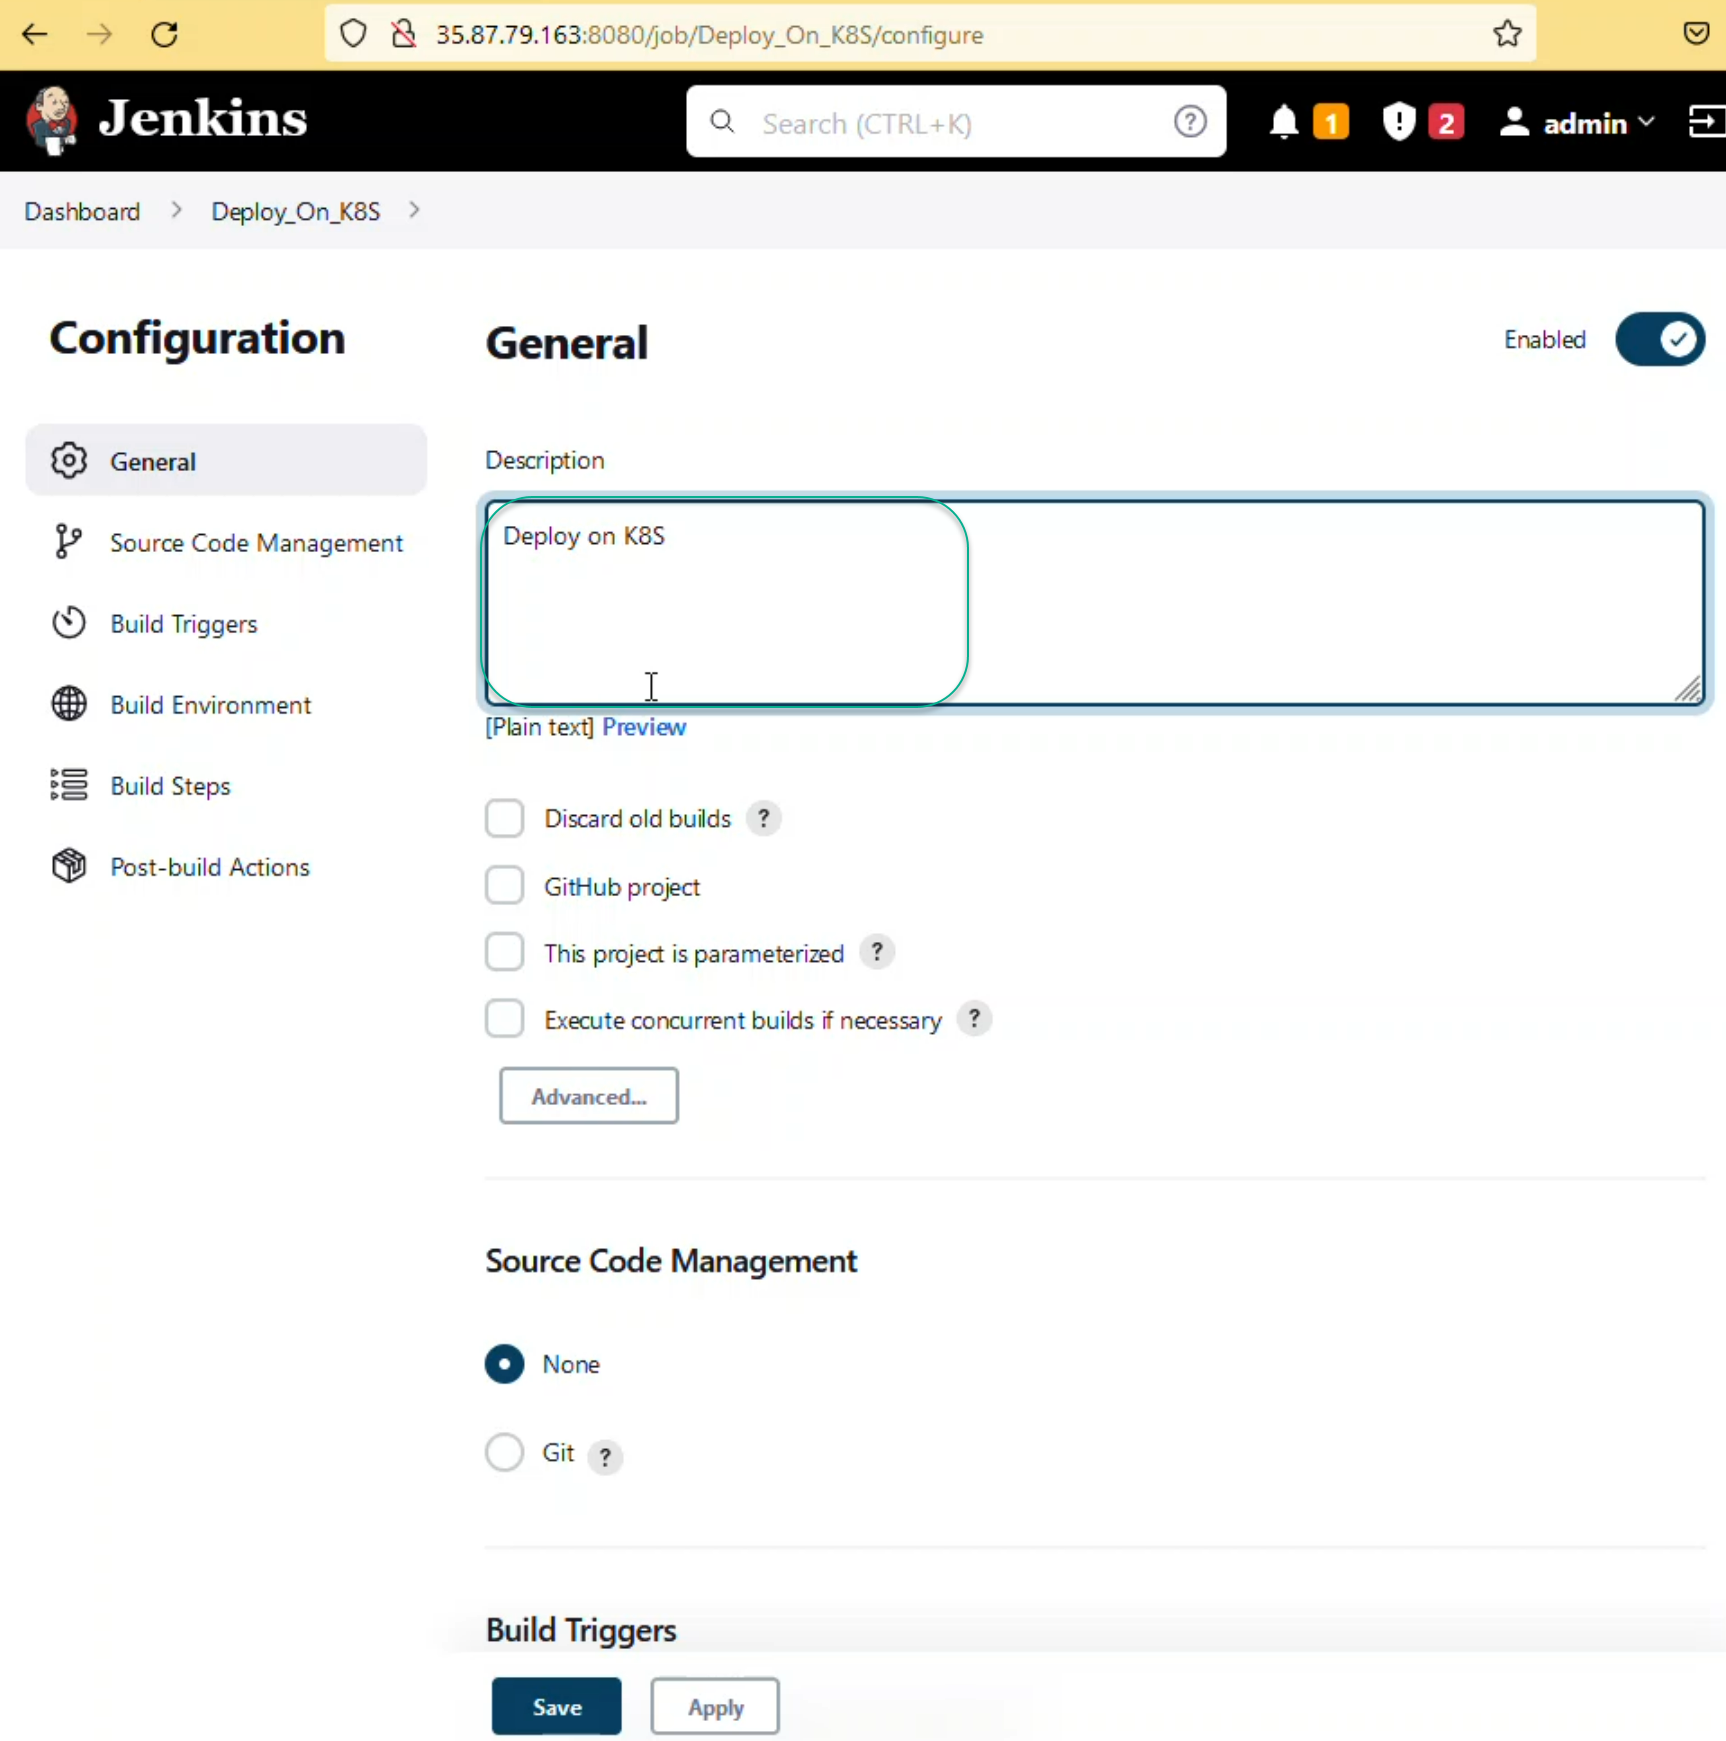 35.87.79.163:8080/job/Deploy_On_K8S/configure
Jenkins
Search (CTRL+K)
?
1
!
2
admin
Dashboard > Deploy_On_K8S >
Configuration
General
Source Code Management
Build Triggers
Build Environment
Build Steps
Post-build Actions
General
Enabled
Description
Deploy on K8S
[Plain text] Preview
Discard old builds ?
GitHub project
This project is parameterized ?
Execute concurrent builds if necessary ?
Advanced...
Source Code Management
None
Git ?
Build Triggers
Save
Apply